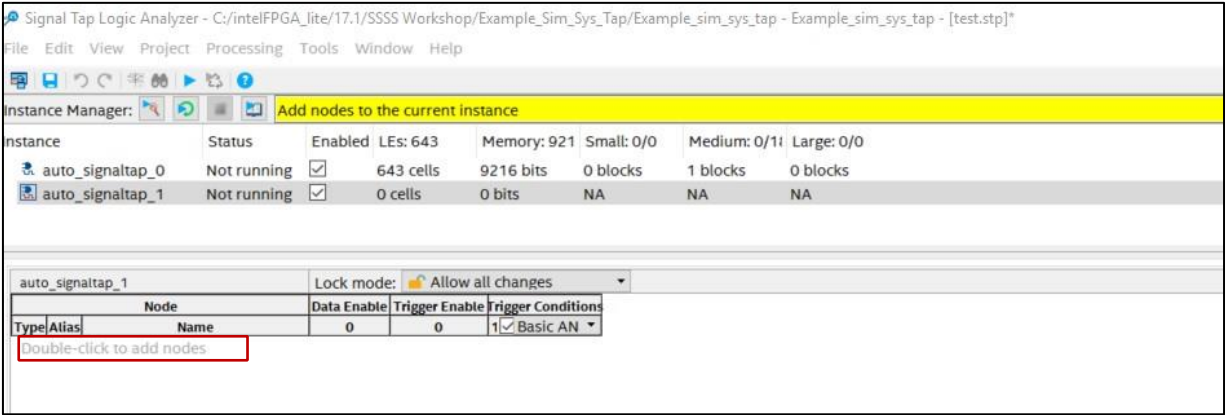 Signal Tap Logic Analyzer - C:/intelFPGA_lite/17.1/SSSS Workshop/Example_Sim_Sys_Tap/Example_sim_sys_tap - Example_sim_sys_tap - [test.stp]*
File Edit View Project Processing Tools Window Help
Instance Manager: Add nodes to the current instance
Instance Status Enabled LEs: 643 Memory: 921 Small: 0/0 Medium: 0/18 Large: 0/0
auto_signaltap_0 Not running 643 cells 9216 bits 0 blocks 1 blocks 0 blocks
auto_signaltap_1 Not running 0 cells 0 bits NA NA NA
auto_signaltap_1 Lock mode: Allow all changes
Node Data Enable Trigger Enable Trigger Conditions
Type Alias Name 0 0 1 Basic AN
Double-click to add nodes